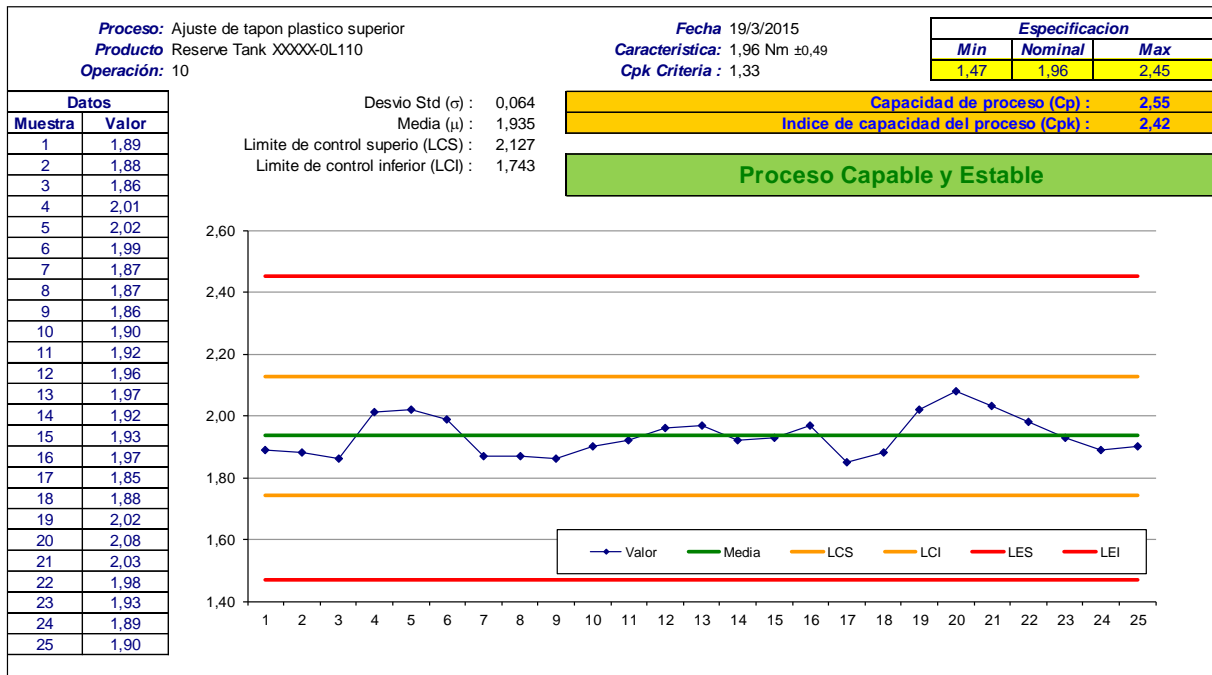 Proceso: Ajuste de tapon plastico superior
Producto Reserve Tank XXXXX-0L110
Operación: 10
Fecha 19/3/2015
Caracteristica: 1,96 Nm ±0,49
Cpk Criteria : 1,33
Especificacion
Min Nominal Max
1,47 1,96 2,45
Datos
Muestra Valor
1 1,89
2 1,88
3 1,86
4 2,01
5 2,02
6 1,99
7 1,87
8 1,87
9 1,86
10 1,90
11 1,92
12 1,96
13 1,97
14 1,92
15 1,93
16 1,97
17 1,85
18 1,88
19 2,02
20 2,08
21 2,03
22 1,98
23 1,93
24 1,89
25 1,90
Desvio Std (σ) : 0,064
Media (μ) : 1,935
Limite de control superio (LCS) : 2,127
Limite de control inferior (LCI) : 1,743
Capacidad de proceso (Cp) : 2,55
Indice de capacidad del proceso (Cpk) : 2,42
Proceso Capable y Estable
2,60
2,40
2,20
2,00
1,80
1,60
1,40
Valor Media LCS LCI LES LEI
1 2 3 4 5 6 7 8 9 10 11 12 13 14 15 16 17 18 19 20 21 22 23 24 25